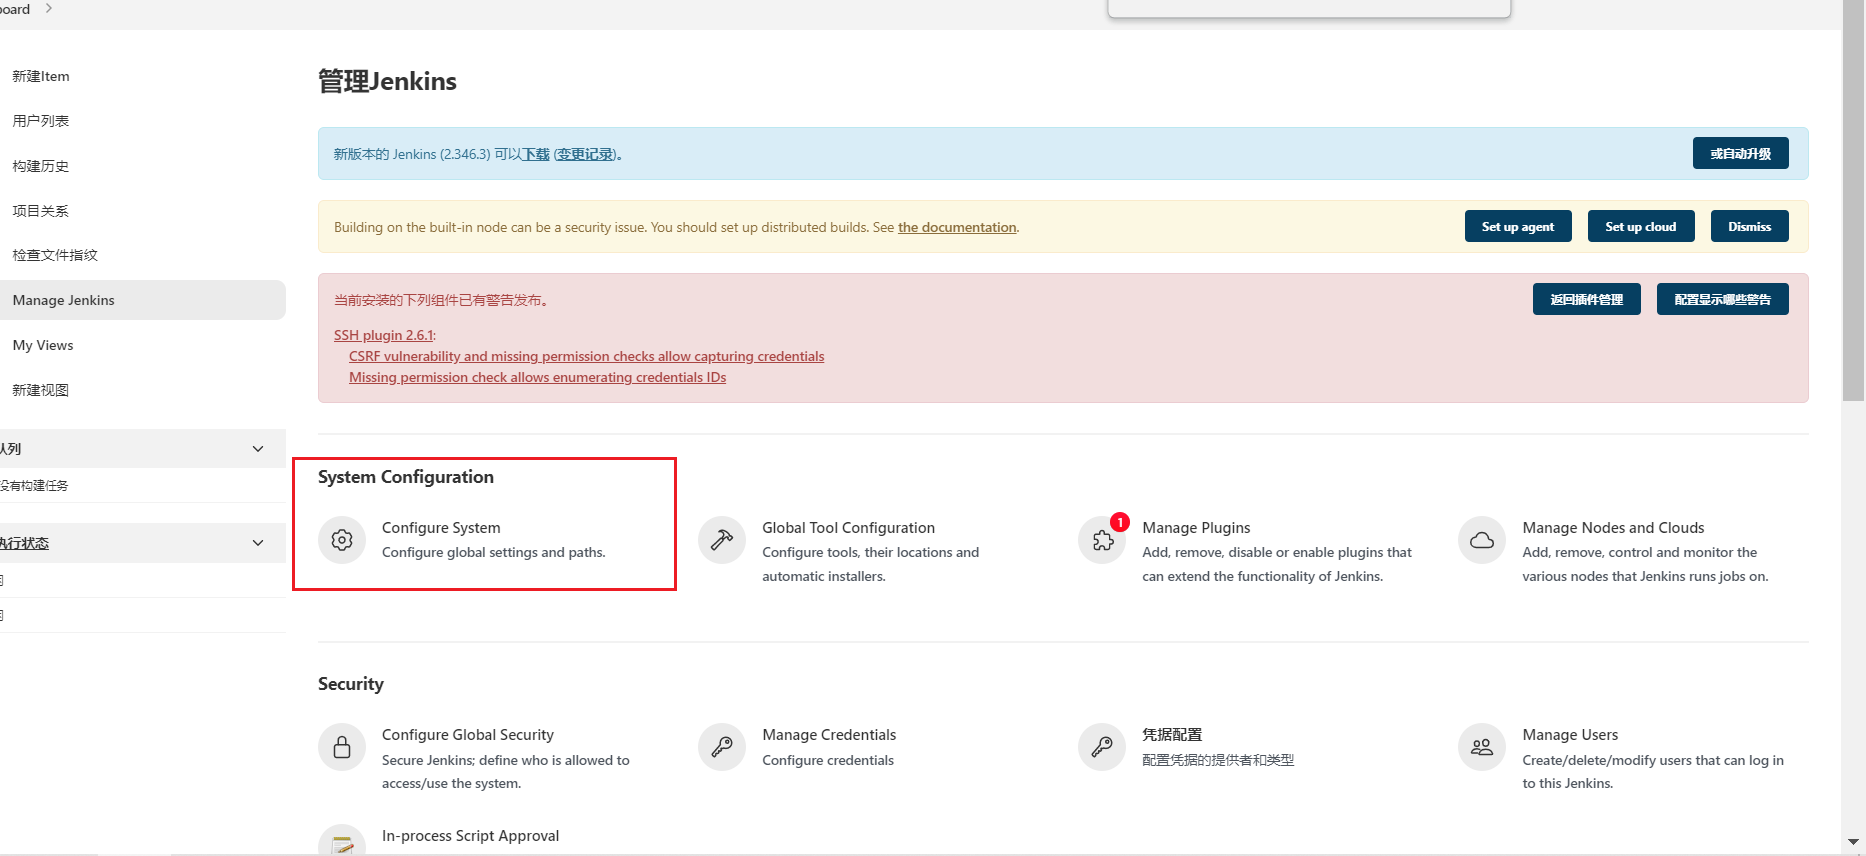 board
新建Item
用户列表
构建历史
项目关系
检查文件指纹
Manage Jenkins
My Views
新建视图
队列
没有构建任务
执行状态
管理Jenkins
新版本的 Jenkins (2.346.3) 可以下载 (变更记录)。
或自动升级
Building on the built-in node can be a security issue. You should set up distributed builds. See the documentation.
Set up agent
Set up cloud
Dismiss
当前安装的下列组件已有警告发布。
返回插件管理
配置显示哪些警告
SSH plugin 2.6.1:
CSRF vulnerability and missing permission checks allow capturing credentials
Missing permission check allows enumerating credentials IDs
System Configuration
Configure System
Configure global settings and paths.
Global Tool Configuration
Configure tools, their locations and
automatic installers.
1
Manage Plugins
Add, remove, disable or enable plugins that
can extend the functionality of Jenkins.
Manage Nodes and Clouds
Add, remove, control and monitor the
various nodes that Jenkins runs jobs on.
Security
Configure Global Security
Secure Jenkins; define who is allowed to
access/use the system.
Manage Credentials
Configure credentials
凭据配置
配置凭据的提供者和类型
Manage Users
Create/delete/modify users that can log in
to this Jenkins.
In-process Script Approval